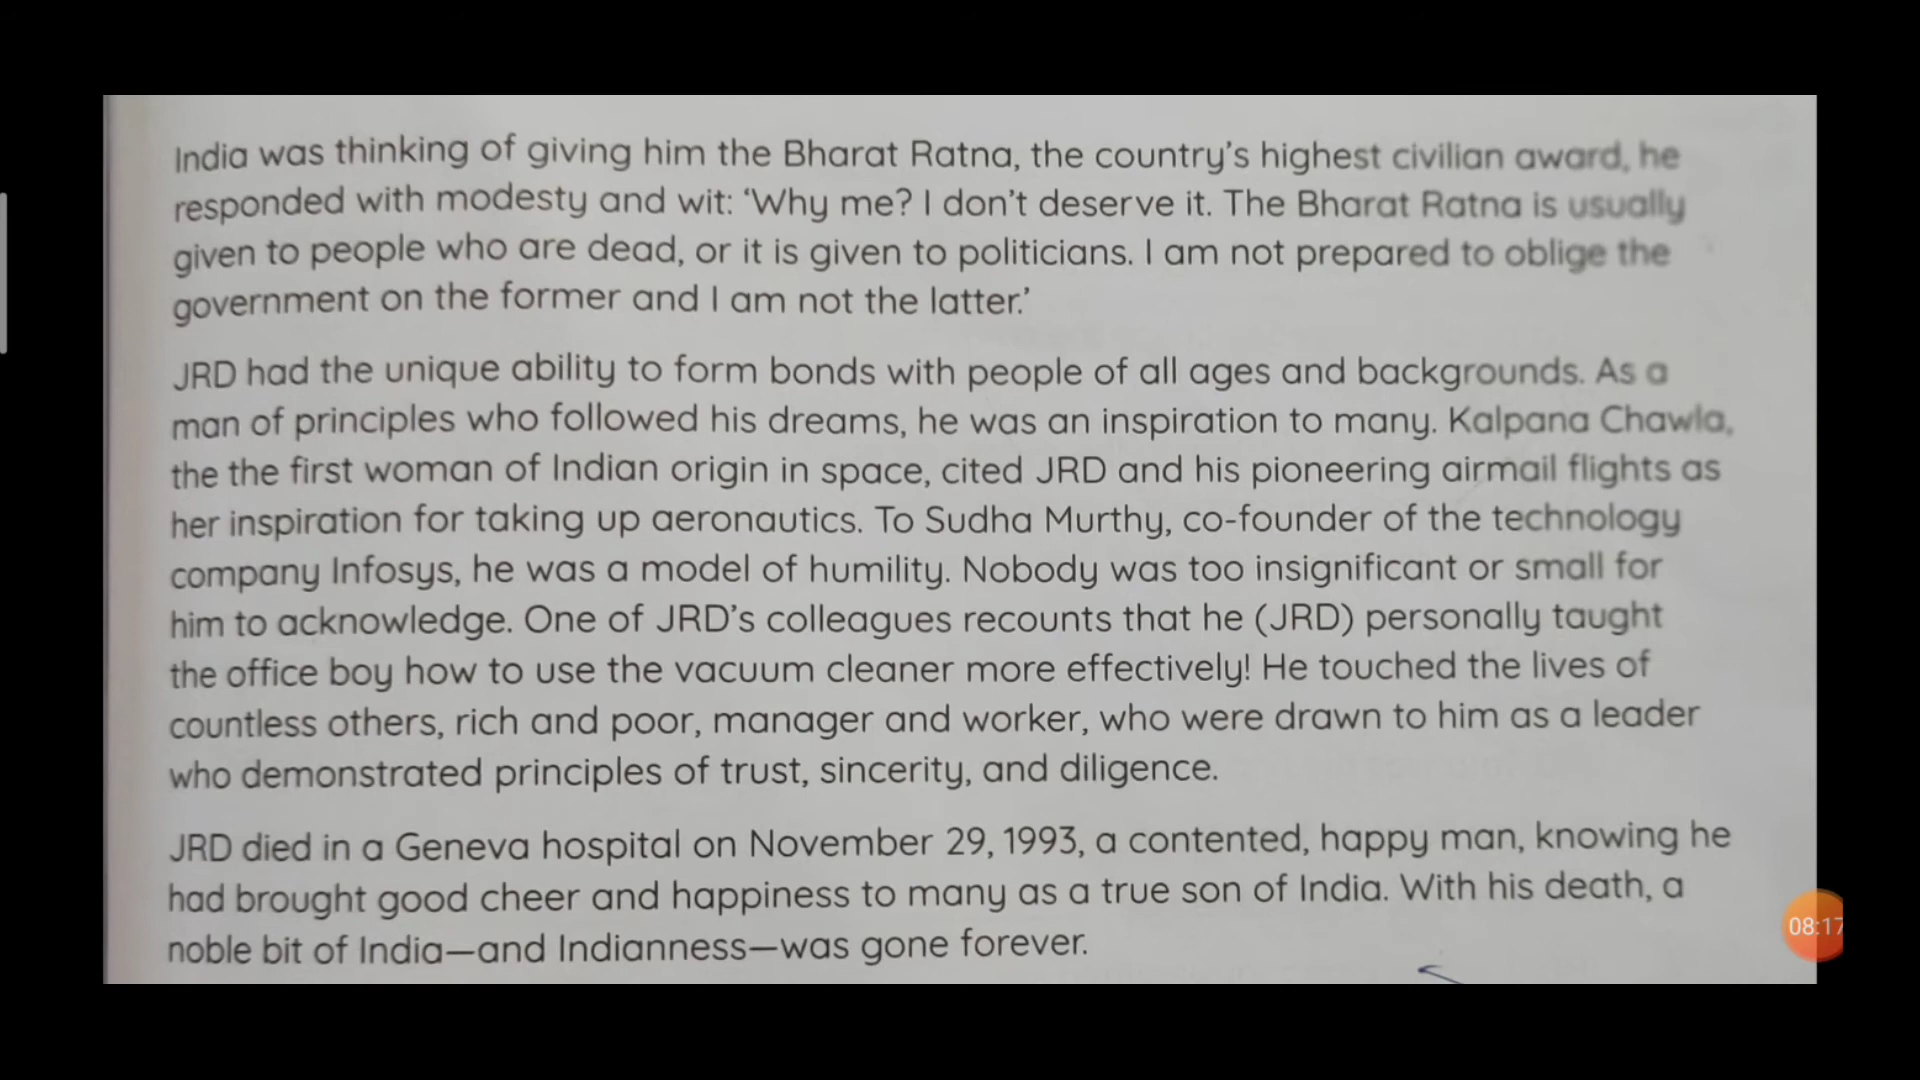 India was thinking of giving him the Bharat Ratna, the country's highest civilian award, he
responded with modesty and wit: ‘Why me? I don't deserve it. The Bharat Ratna is usually
given to people who are dead, or it is given to politicians. I am not prepared to oblige the
government on the former and I am not the latter.’
JRD had the unique ability to form bonds with people of all ages and backgrounds. As a
man of principles who followed his dreams, he was an inspiration to many. Kalpana Chawla,
the the first woman of Indian origin in space, cited JRD and his pioneering airmail flights as
her inspiration for taking up aeronautics. To Sudha Murthy, co-founder of the technology
company Infosys, he was a model of humility. Nobody was too insignificant or small for
him to acknowledge. One of JRD's colleagues recounts that he (JRD) personally taught
the office boy how to use the vacuum cleaner more effectively! He touched the lives of
countless others, rich and poor, manager and worker, who were drawn to him as a leader
who demonstrated principles of trust, sincerity, and diligence.
JRD died in a Geneva hospital on November 29, 1993, a contented, happy man, knowing he
had brought good cheer and happiness to many as a true son of India. With his death, a
noble bit of India—and Indianness—was gone forever.
08:17